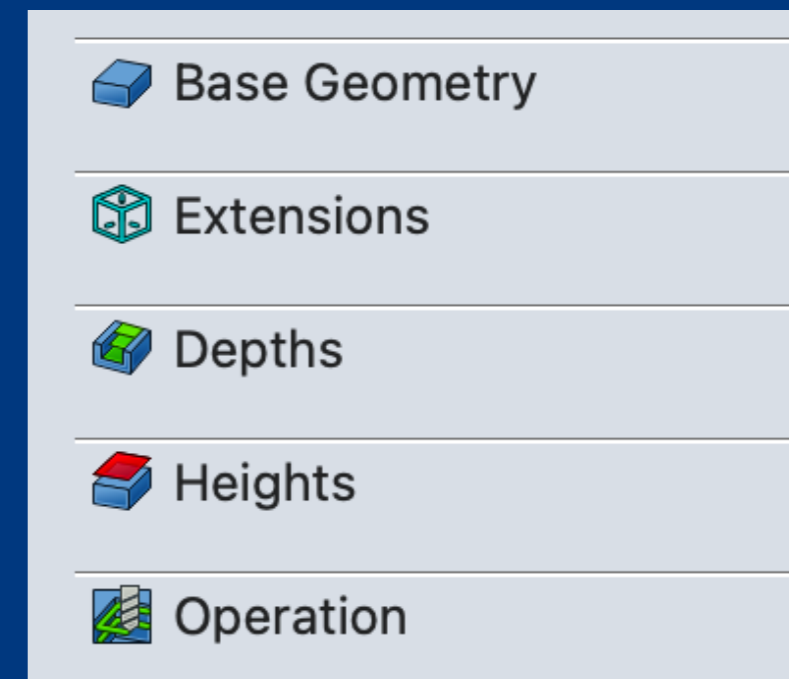 Base Geometry
Extensions
Depths
Heights
Operation